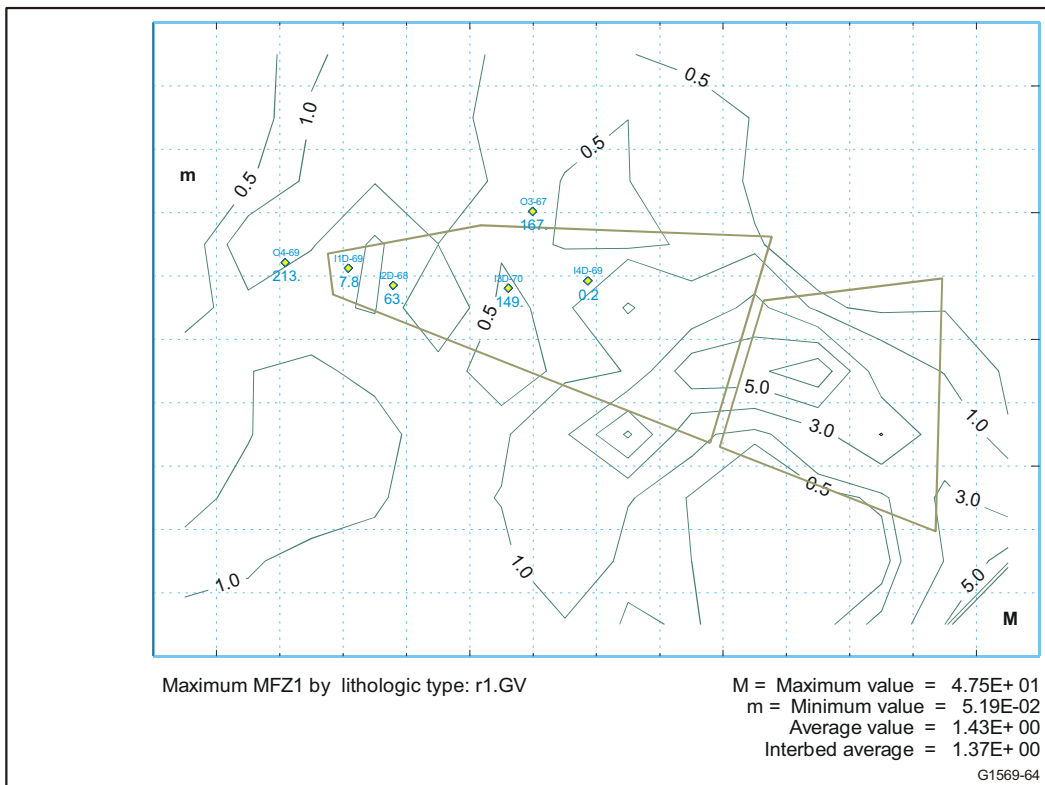 0.5
1.0
0.5
m
0.5
O3-67
167.
O4-69
213.
I1D-69
7.8
I2D-68
63.
I3D-70
149.
I4D-69
0.2
0.5
5.0
3.0
1.0
0.5
3.0
1.0
1.0
5.0
M
Maximum MFZ1 by lithologic type: r1.GV
M = Maximum value = 4.75E+ 01
m = Minimum value = 5.19E-02
Average value = 1.43E+ 00
Interbed average = 1.37E+ 00
G1569-64